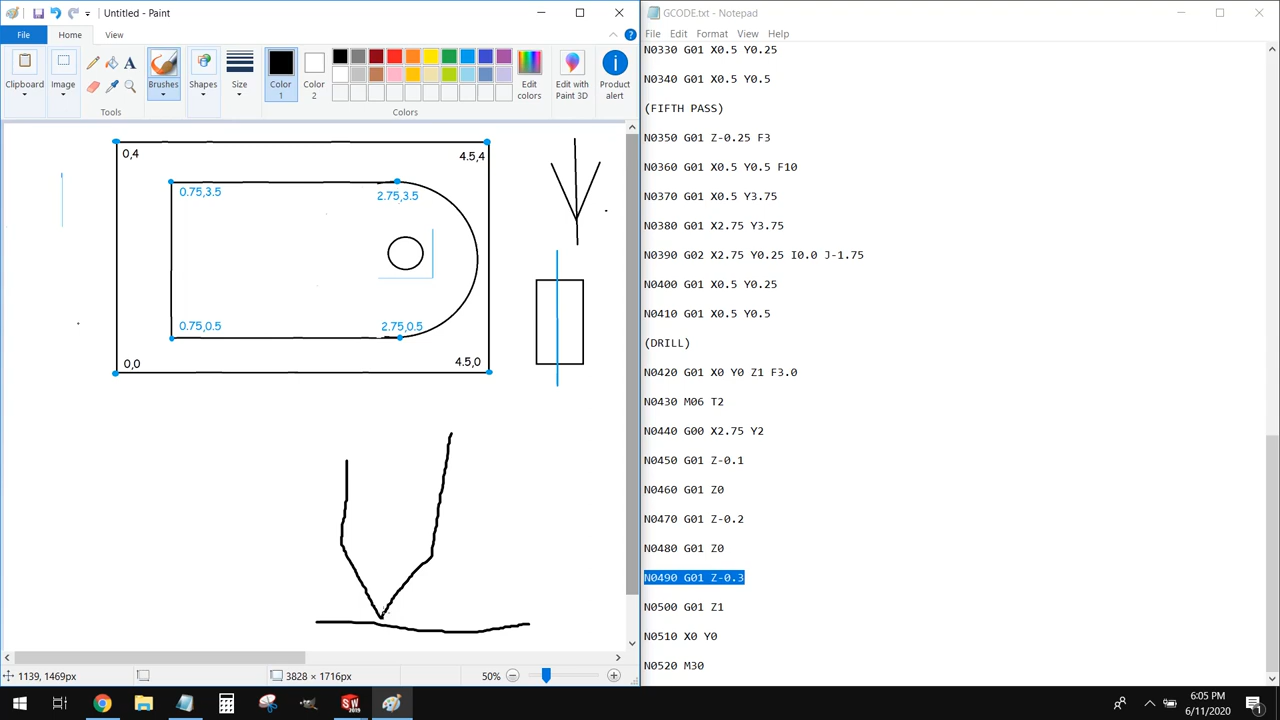 Untitled - Paint
File Home View
Clipboard
Image
Tools
Brushes
Shapes
Size
Color 1
Color 2
Colors
Edit colors
Edit with Paint 3D
Product alert
0,4
4.5,4
0.75,3.5
2.75,3.5
0.75,0.5
2.75,0.5
0,0
4.5,0
1139, 1469px
3828 × 1716px
50%
GCODE.txt - Notepad
File Edit Format View Help
N0330 G01 X0.5 Y0.25
N0340 G01 X0.5 Y0.5
(FIFTH PASS)
N0350 G01 Z-0.25 F3
N0360 G01 X0.5 Y0.5 F10
N0370 G01 X0.5 Y3.75
N0380 G01 X2.75 Y3.75
N0390 G02 X2.75 Y0.25 I0.0 J-1.75
N0400 G01 X0.5 Y0.25
N0410 G01 X0.5 Y0.5
(DRILL)
N0420 G01 X0 Y0 Z1 F3.0
N0430 M06 T2
N0440 G00 X2.75 Y2
N0450 G01 Z-0.1
N0460 G01 Z0
N0470 G01 Z-0.2
N0480 G01 Z0
N0490 G01 Z-0.3
N0500 G01 Z1
N0510 X0 Y0
N0520 M30
SW
2019
6:05 PM
6/11/2020
1